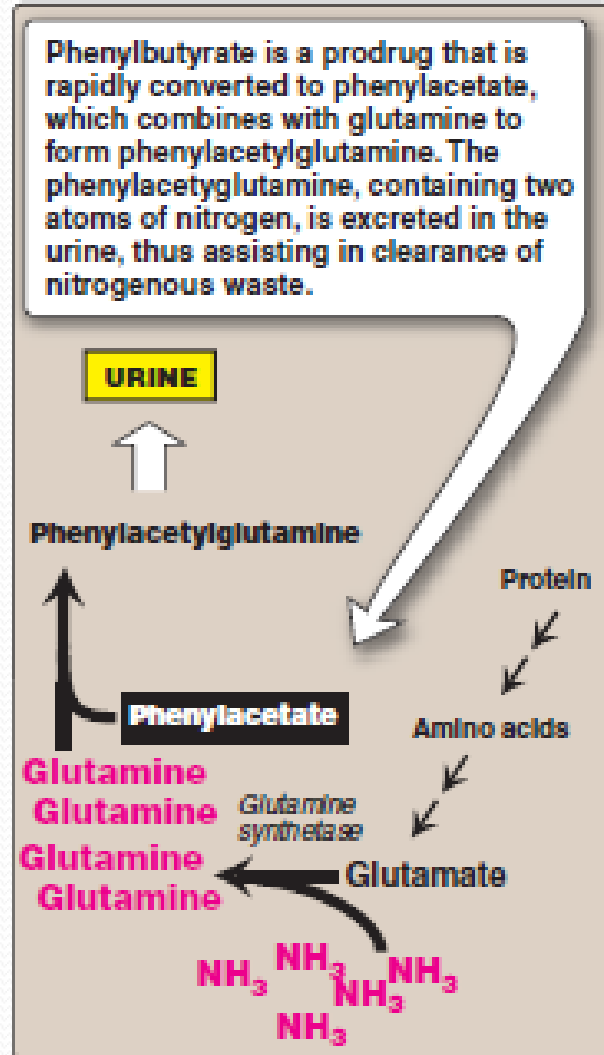 Phenylbutyrate is a prodrug that is
rapidly converted to phenylacetate,
which combines with glutamine to
form phenylacetylglutamine. The
phenylacetyglutamine, containing two
atoms of nitrogen, is excreted in the
urine, thus assisting in clearance of
nitrogenous waste.
URINE
Phenylacetylglutamine
Protein
Phenylacetate
Amino acids
Glutamine
Glutamine
Glutamine
synthetase
Glutamine
Glutamate
Glutamine
NH3
NH3
NH3
NH3
NH3